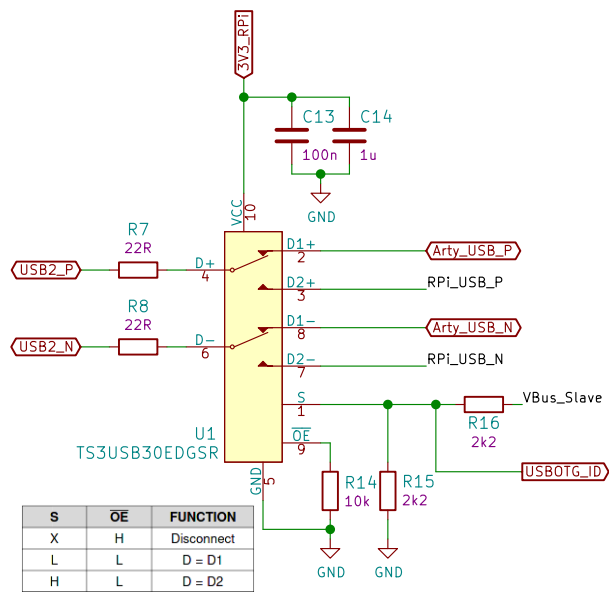 3V3_RPi
C13
C14
100n
1u
GND
VCC
10
R7
22R
USB2_P
D+
4
D1+
2
Arty_USB_P
D2+
3
RPi_USB_P
R8
22R
USB2_N
D-
6
D1-
8
Arty_USB_N
D2-
7
RPi_USB_N
S
1
VBus_Slave
R16
2k2
U1
TS3USB30EDGSR
OE
9
USBOTG_ID
GND
5
R14
10k
R15
2k2
GND
GND
S OE FUNCTION
X H Disconnect
L L D = D1
H L D = D2